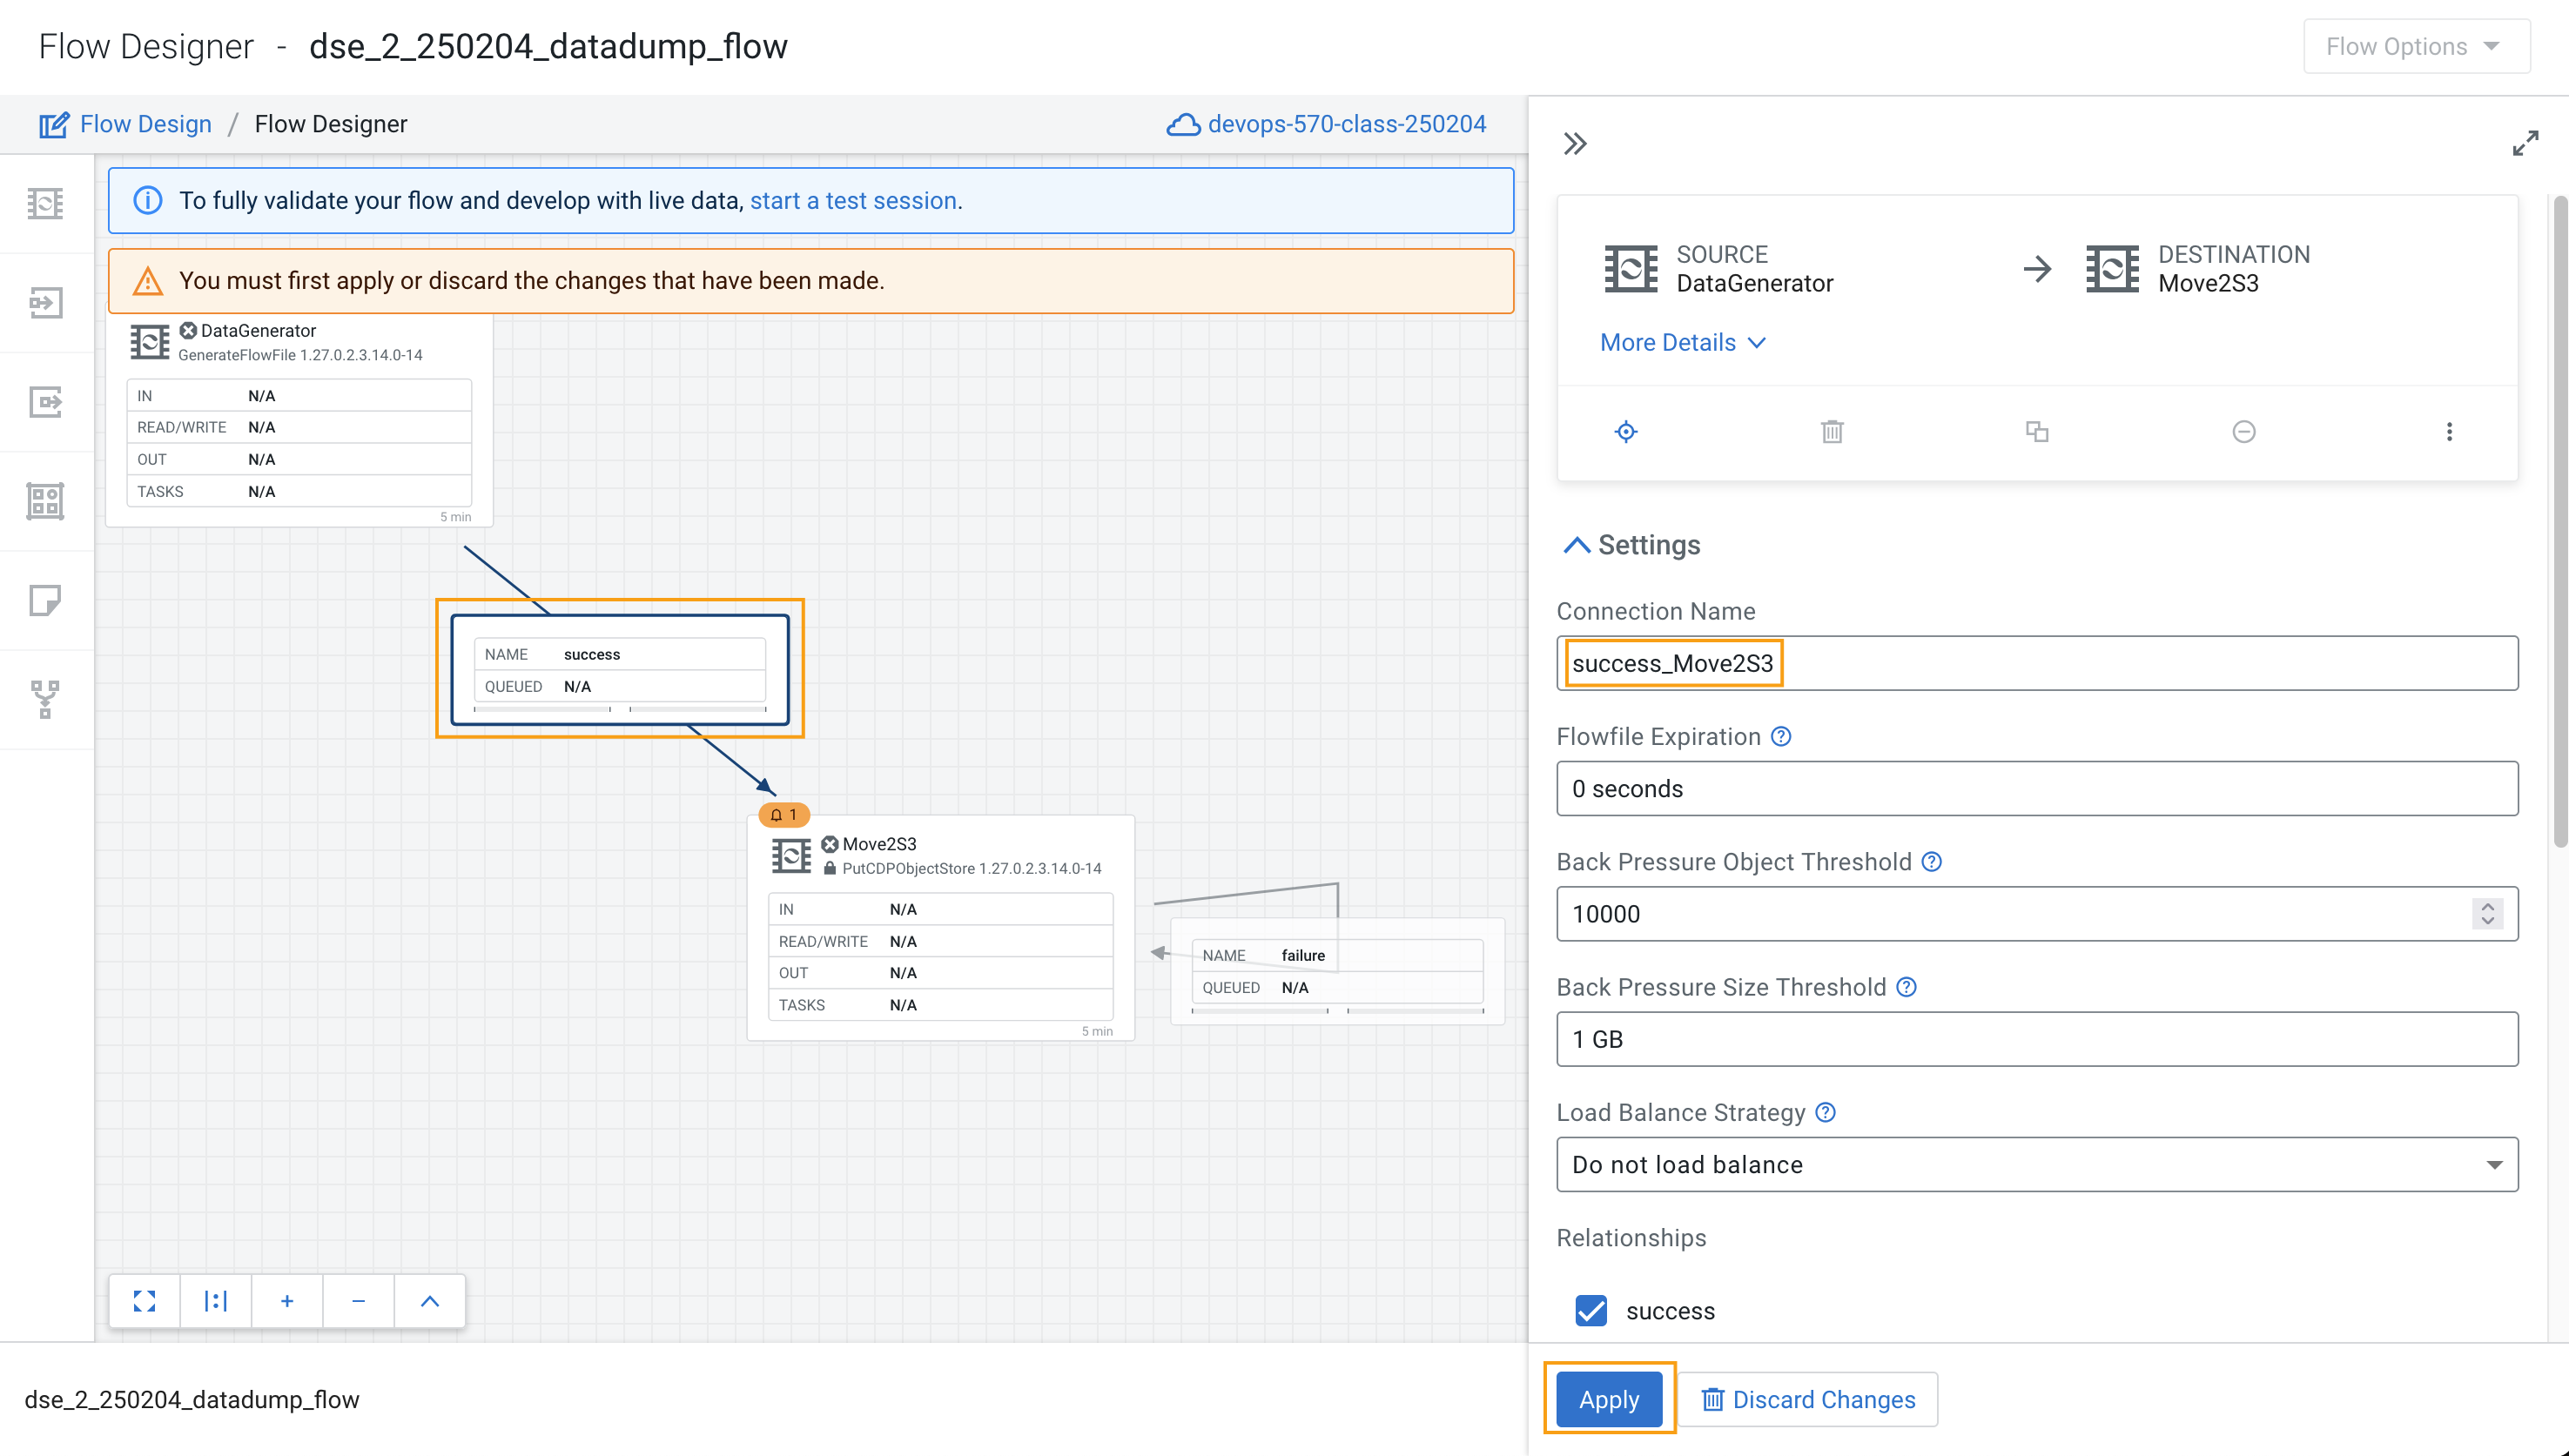 Flow Designer - dse_2_250204_datadump_flow
Flow Options
Flow Design / Flow Designer
devops-570-class-250204
To fully validate your flow and develop with live data, start a test session.
You must first apply or discard the changes that have been made.
DataGenerator
GenerateFlowFile 1.27.0.2.3.14.0-14
IN N/A
READ/WRITE N/A
OUT N/A
TASKS N/A
5 min
NAME success
QUEUED N/A
1
Move2S3
PutCDPObjectStore 1.27.0.2.3.14.0-14
IN N/A
READ/WRITE N/A
OUT N/A
TASKS N/A
5 min
NAME failure
QUEUED N/A
dse_2_250204_datadump_flow
SOURCE
DataGenerator
DESTINATION
Move2S3
More Details
Settings
Connection Name
success_Move2S3
Flowfile Expiration
0 seconds
Back Pressure Object Threshold
10000
Back Pressure Size Threshold
1 GB
Load Balance Strategy
Do not load balance
Relationships
success
Apply
Discard Changes